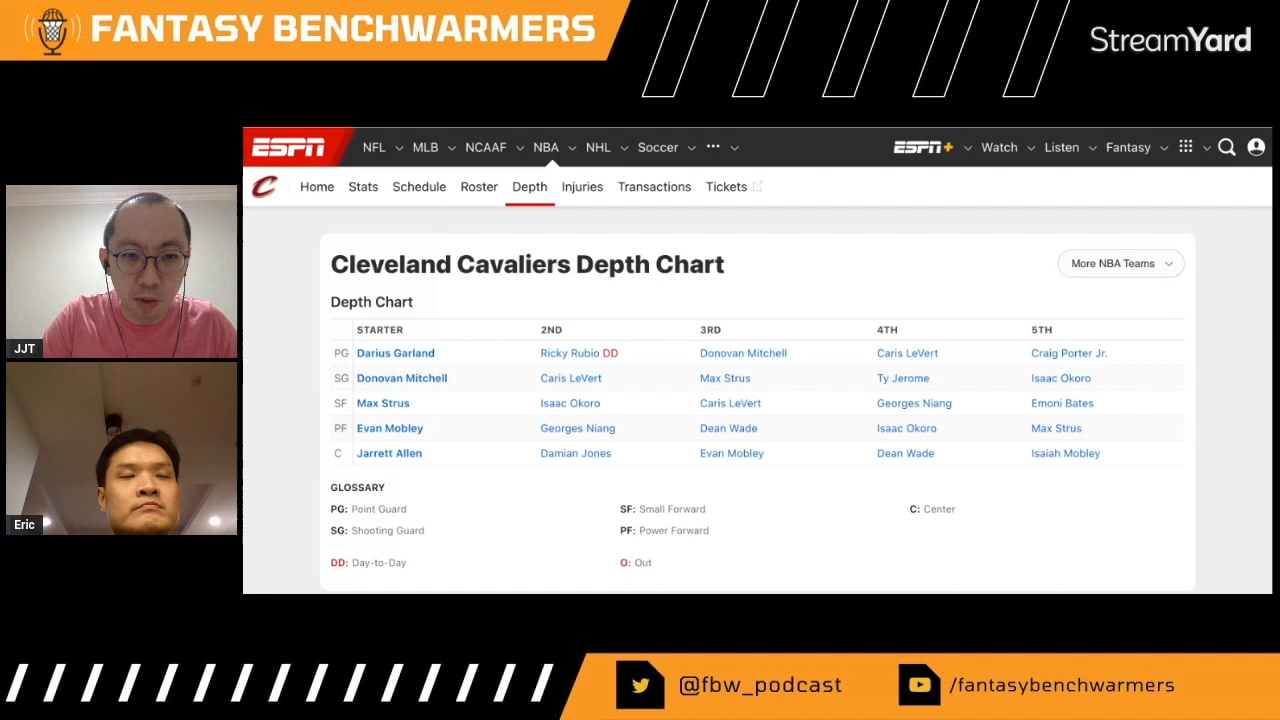 FANTASY BENCHWARMERS
StreamYard
ESPN NFL MLB NCAAF NBA NHL Soccer ••• ESPN+ Watch Listen Fantasy
C Home Stats Schedule Roster Depth Injuries Transactions Tickets
Cleveland Cavaliers Depth Chart
More NBA Teams
Depth Chart
STARTER 2ND 3RD 4TH 5TH
PG Darius Garland Ricky Rubio DD Donovan Mitchell Caris LeVert Craig Porter Jr.
SG Donovan Mitchell Caris LeVert Max Strus Ty Jerome Isaac Okoro
SF Max Strus Isaac Okoro Caris LeVert Georges Niang Emoni Bates
PF Evan Mobley Georges Niang Dean Wade Isaac Okoro Max Strus
C Jarrett Allen Damian Jones Evan Mobley Dean Wade Isaiah Mobley
GLOSSARY
PG: Point Guard SF: Small Forward C: Center
SG: Shooting Guard PF: Power Forward
DD: Day-to-Day O: Out
JJT
Eric
@fbw_podcast
/fantasybenchwarmers